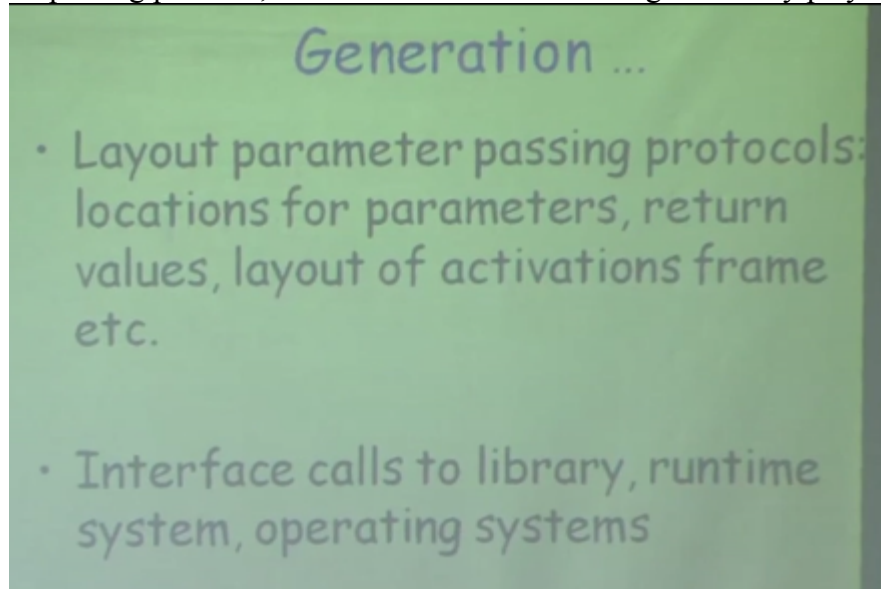 Generation ...
• Layout parameter passing protocols:
locations for parameters, return
values, layout of activations frame
etc.
• Interface calls to library, runtime
system, operating systems